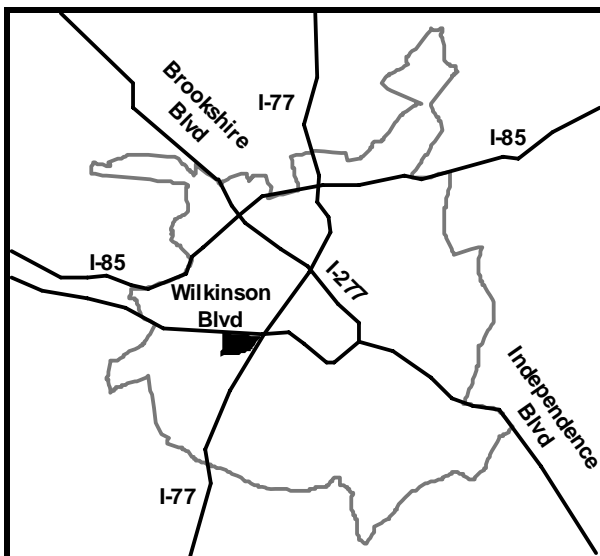 Brookshire
Blvd
I-77
I-85
I-85
Wilkinson
Blvd
I-277
Independence
Blvd
I-77